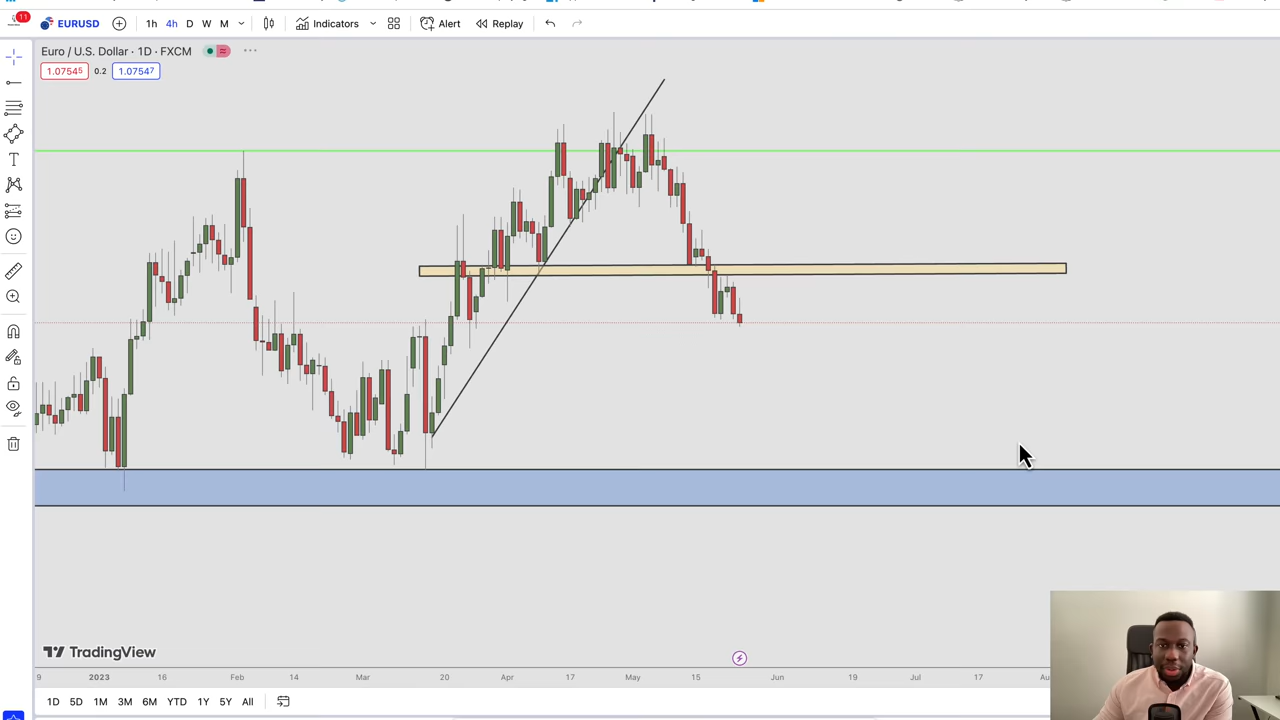 11 EURUSD 1h 4h D W M Indicators Alert Replay
Euro / U.S. Dollar · 1D · FXCM
1.07545 0.2 1.07547
T
TradingView
9 2023 16 Feb 14 Mar 20 Apr 17 May 15 Jun 19 Jul 17 Au
1D 5D 1M 3M 6M YTD 1Y 5Y All